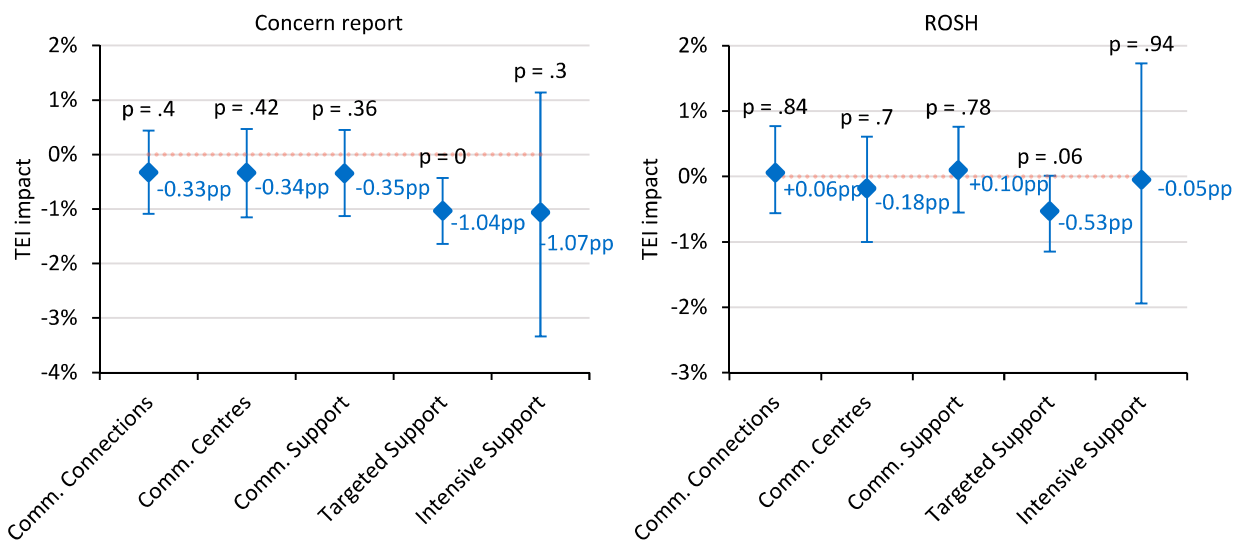 Concern report
TEI impact
2%
1%
0%
-1%
-2%
-3%
-4%
p = .4
p = .42
p = .36
p = 0
p = .3
-0.33pp
-0.34pp
-0.35pp
-1.04pp
-1.07pp
Comm. Connections
Comm. Centres
Comm. Support
Targeted Support
Intensive Support
ROSH
TEI impact
2%
1%
0%
-1%
-2%
-3%
p = .84
p = .7
p = .78
p = .06
p = .94
+0.06pp
-0.18pp
+0.10pp
-0.53pp
-0.05pp
Comm. Connections
Comm. Centres
Comm. Support
Targeted Support
Intensive Support